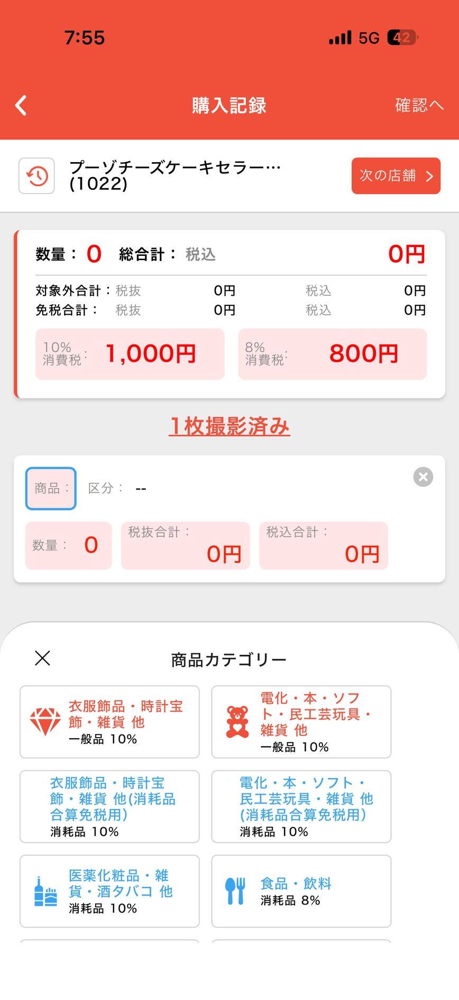 7:55
5G 42
購入記録
確認へ
プーゾチーズケーキセラー…
(1022)
次の店舗
数量： 0 総合計： 税込 0円
対象外合計： 税抜 0円 税込 0円
免税合計： 税抜 0円 税込 0円
10%
消費税： 1,000円
8%
消費税： 800円
1枚撮影済み
商品： 区分： --
数量： 0
税抜合計：
0円
税込合計：
0円
商品カテゴリー
衣服飾品・時計宝
飾・雑貨 他
一般品 10%
電化・本・ソフ
ト・民工芸玩具・
雑貨 他
一般品 10%
衣服飾品・時計宝
飾・雑貨 他(消耗品
合算免税用）
消耗品 10%
電化・本・ソフト・
民工芸玩具・雑貨 他
(消耗品合算免税用）
消耗品 10%
医薬化粧品・雑
貨・酒タバコ 他
消耗品 10%
食品・飲料
消耗品 8%